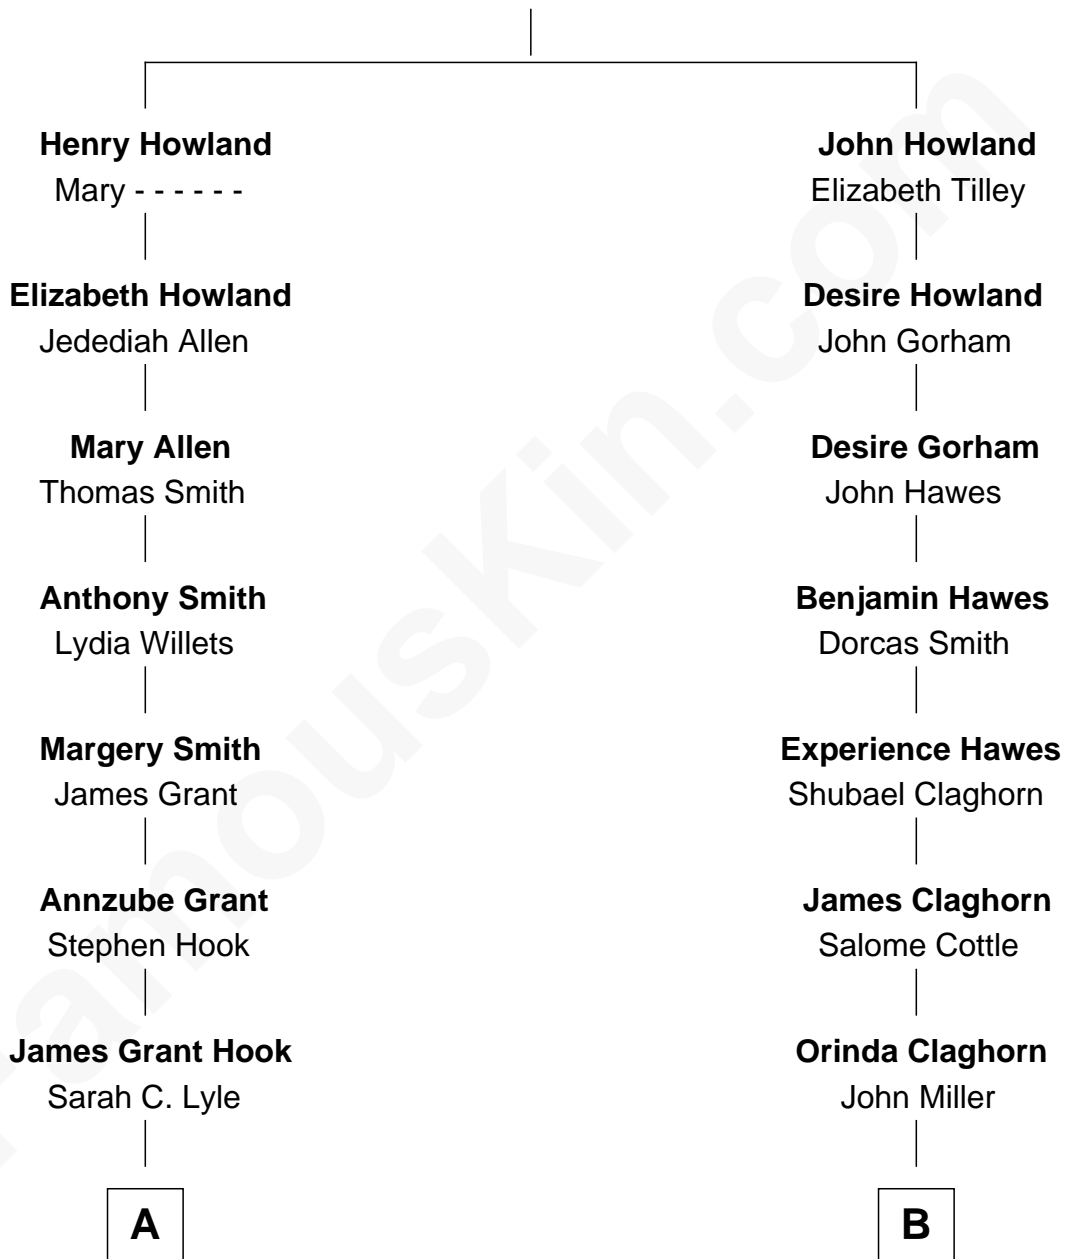 Henry Howland
Mary - - - - - -
Elizabeth Howland
Jedediah Allen
Mary Allen
Thomas Smith
Anthony Smith
Lydia Willets
Margery Smith
James Grant
Annzube Grant
Stephen Hook
James Grant Hook
Sarah C. Lyle
A
John Howland
Elizabeth Tilley
Desire Howland
John Gorham
Desire Gorham
John Hawes
Benjamin Hawes
Dorcas Smith
Experience Hawes
Shubael Claghorn
James Claghorn
Salome Cottle
Orinda Claghorn
John Miller
B
FamousKin.com